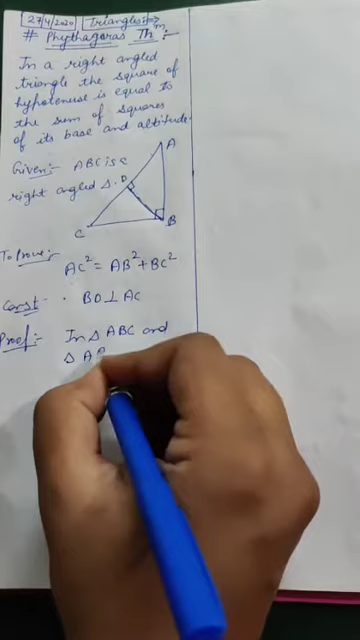 27/4/2020 Triangles
# Phythagoras Thm :-
In a right angled
triangle the square of
hypotenuse is equal to
the sum of squares
of its base and altitude.
Given:- ABC is a
right angled Δ.
D
A
B
C
To Prove:- AC² = AB² + BC²
Const. BD ⊥ AC
Proof:- In Δ ABC and
Δ A